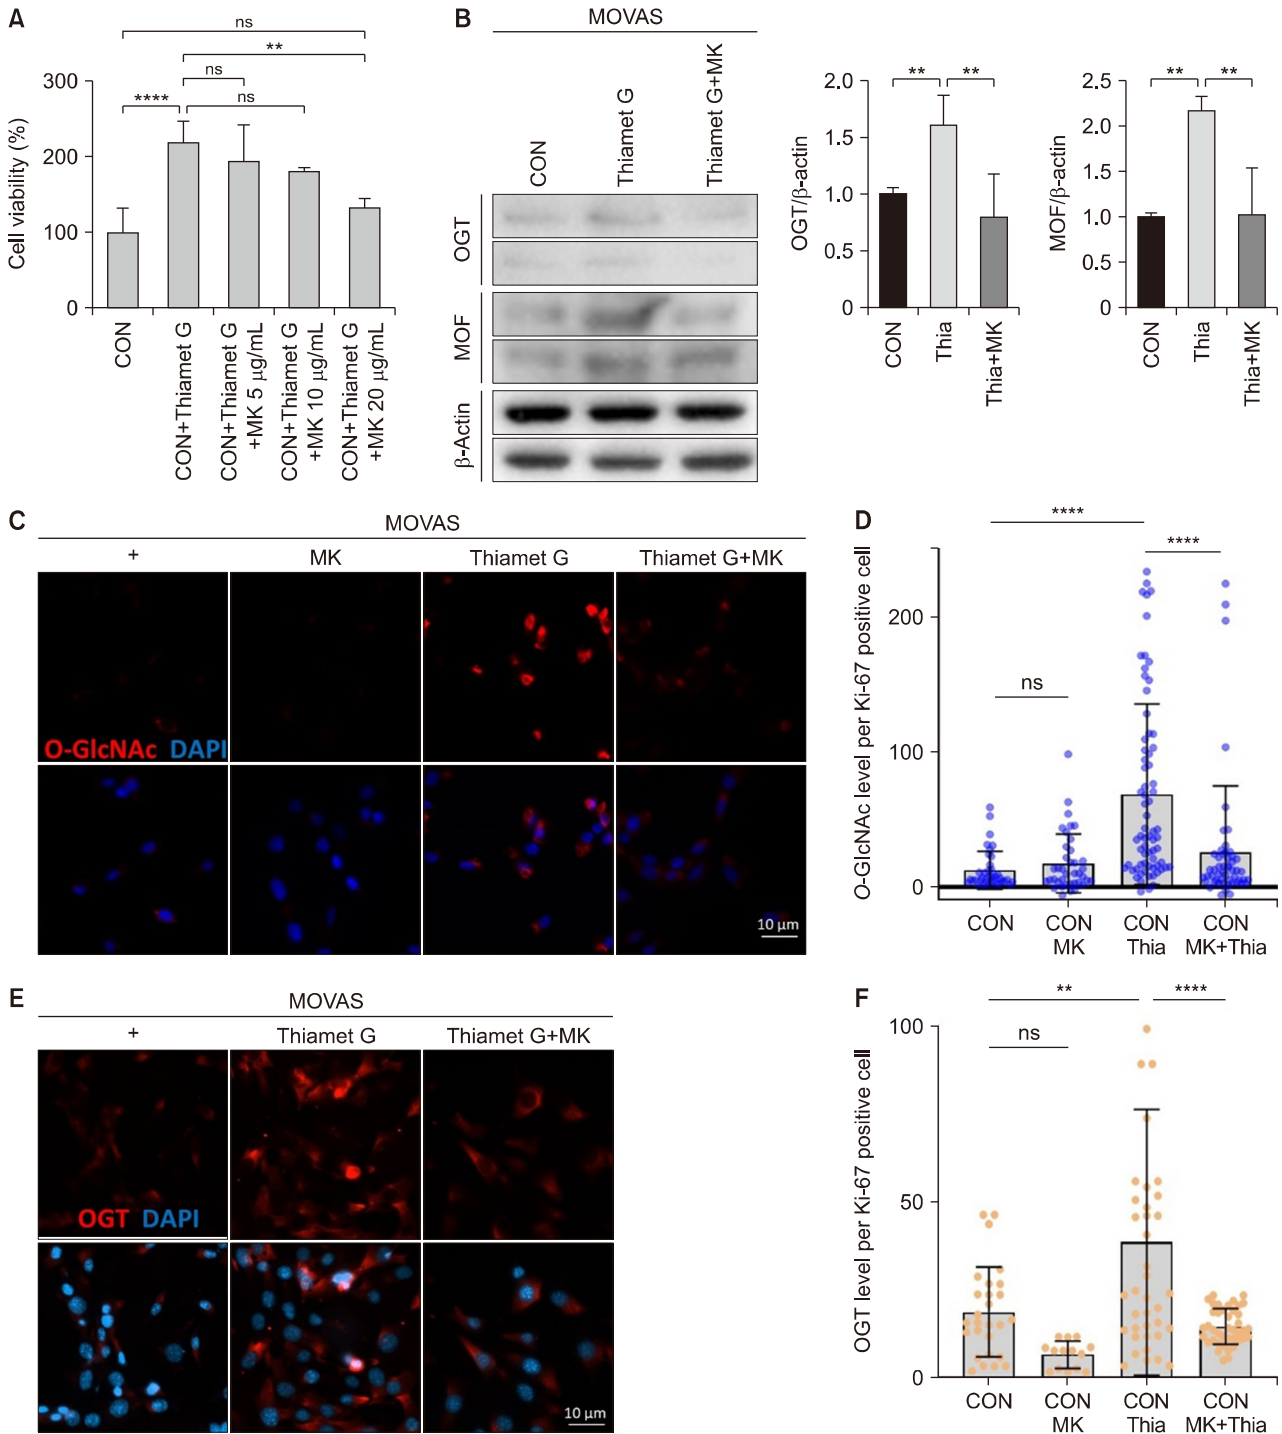 A
ns
**
ns
****
ns
Cell viability (%)
300
200
100
0
CON
CON+Thiamet G
CON+Thiamet G
+MK 5 μg/mL
CON+Thiamet G
+MK 10 μg/mL
CON+Thiamet G
+MK 20 μg/mL
B
MOVAS
CON
Thiamet G
Thiamet G+MK
OGT
MOF
β-Actin
OGT/β-actin
2.0
1.5
1.0
0.5
0
** **
CON
Thia
Thia+MK
MOF/β-actin
2.5
2.0
1.5
1.0
0.5
0
** **
CON
Thia
Thia+MK
C
MOVAS
+ MK Thiamet G Thiamet G+MK
O-GlcNAc DAPI
10 μm
D
****
****
ns
O-GlcNAc level per Ki-67 positive cell
200
100
0
CON CON CON CON
MK Thia MK+Thia
E
MOVAS
+ Thiamet G Thiamet G+MK
OGT DAPI
10 μm
F
** ****
ns
OGT level per Ki-67 positive cell
100
50
0
CON CON CON CON
MK Thia MK+Thia